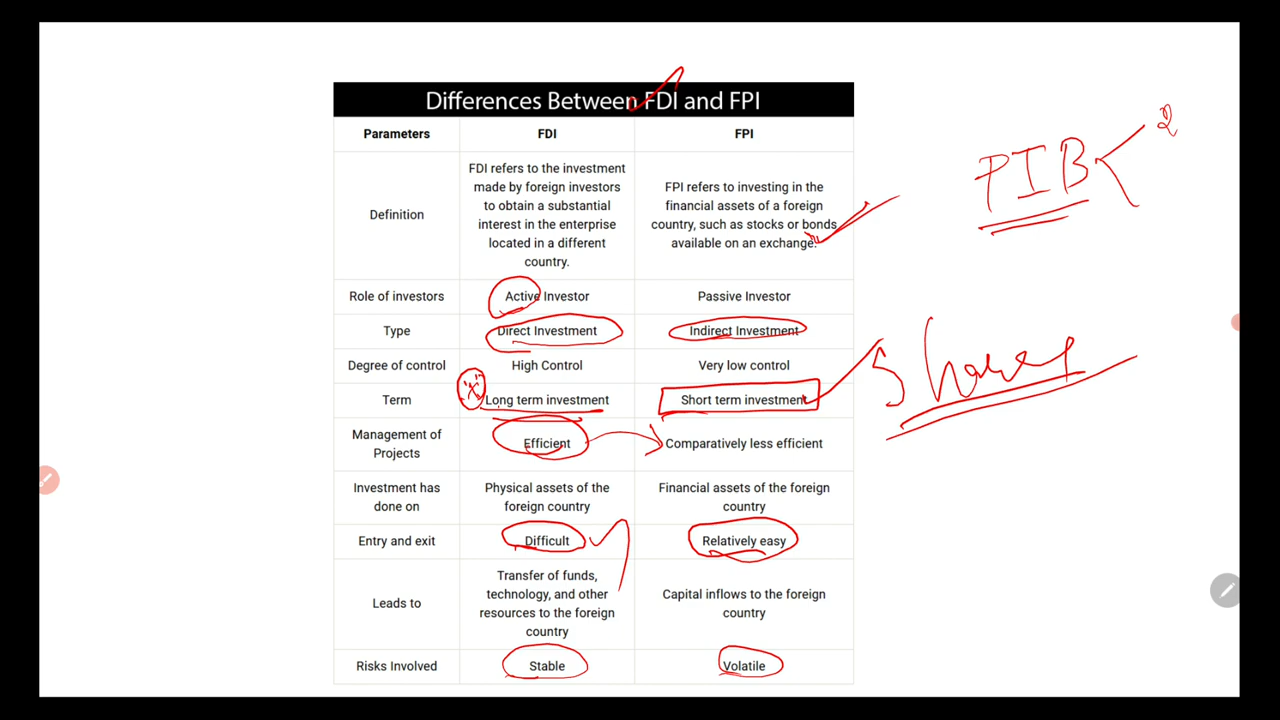 Differences Between FDI and FPI
Parameters FDI FPI
Definition
FDI refers to the investment
made by foreign investors
to obtain a substantial
interest in the enterprise
located in a different
country.
FPI refers to investing in the
financial assets of a foreign
country, such as stocks or bonds
available on an exchange.
Role of investors Active Investor Passive Investor
Type Direct Investment Indirect Investment
Degree of control High Control Very low control
Term Long term investment Short term investment
Management of
Projects
Efficient
Comparatively less efficient
Investment has
done on
Physical assets of the
foreign country
Financial assets of the foreign
country
Entry and exit Difficult Relatively easy
Leads to
Transfer of funds,
technology, and other
resources to the foreign
country
Capital inflows to the foreign
country
Risks Involved Stable Volatile
PIB
2
Shares
"X"